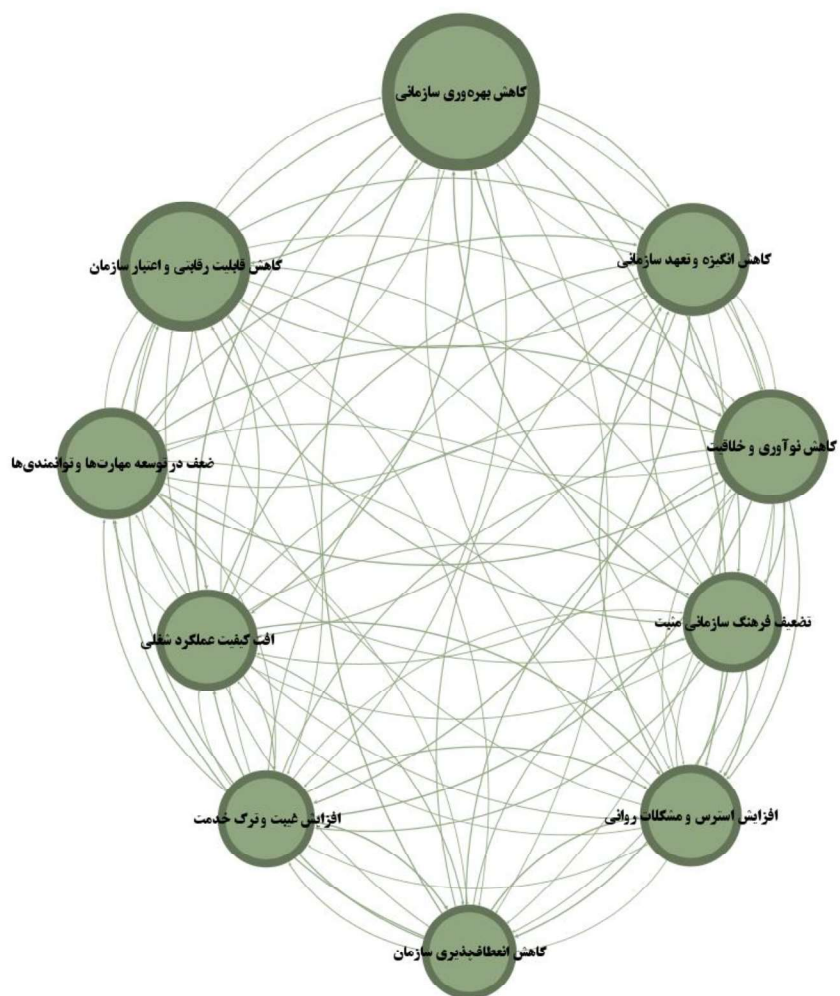 کاهش بهره‌وری سازمانی
کاهش انگیزه و تعهد سازمانی
کاهش قابلیت رقابتی و اعتبار سازمان
کاهش نوآوری و خلاقیت
ضعف در توسعه مهارت‌ها و توانمندی‌ها
تضعیف فرهنگ سازمانی مثبت
افت کیفیت عملکرد شغلی
افزایش استرس و مشکلات روانی
افزایش غیبت و ترک خدمت
کاهش انعطاف‌پذیری سازمان